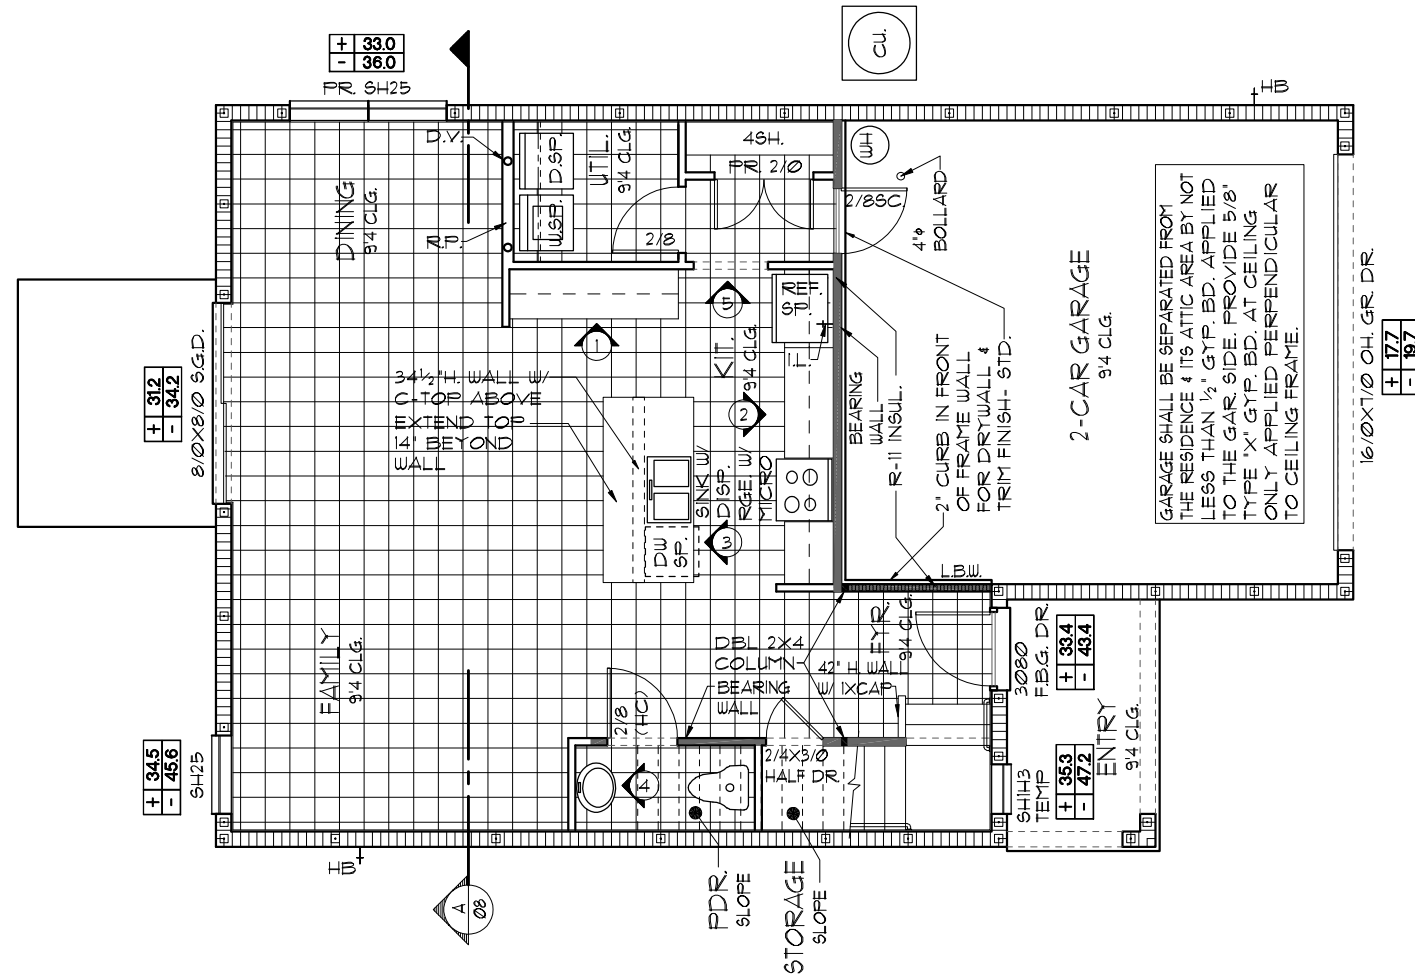 + 33.0
- 36.0
PR. SH25
CU.
HB
D.V.
R.P.
D.SP.
W.SP.
UTIL.
9'4 CLG.
4SH.
PR. 2/0
WH
2/8
2/8SC.
4"φ
BOLLARD
DINING
9'4 CLG.
+ 31.2
- 34.2
8/0X8/0 S.G.D.
1
5
REF.
SP.
I.L.
KIT.
9'4 CLG.
2
34½"H. WALL W/
C-TOP ABOVE
EXTEND TOP
14" BEYOND
WALL
SINK W/
DISP.
RGE. W/
MICRO
DW
SP.
3
BEARING
WALL
R-11 INSUL.
2" CURB IN FRONT
OF FRAME WALL
FOR DRYWALL &
TRIM FINISH- STD.
2-CAR GARAGE
9'4 CLG.
GARAGE SHALL BE SEPARATED FROM
THE RESIDENCE & ITS ATTIC AREA BY NOT
LESS THAN ½" GYP. BD. APPLIED
TO THE GAR. SIDE. PROVIDE 5/8"
TYPE "X" GYP. BD. AT CEILING
ONLY APPLIED PERPENDICULAR
TO CEILING FRAME.
16/0X7/0 OH. GR DR.
+ 17.7
- 19.7
L.B.W.
FAMILY
9'4 CLG.
+ 34.5
- 45.6
SH25
DBL 2X4
COLUMN
BEARING
WALL
42" H. WALL
W/ 1XCAP
FYR.
9'4 CLG.
2/8
(HC)
4
2/4X3/0
HALF DR.
3080
F.B.G. DR.
+ 33.4
- 43.4
SH1H3
TEMP
+ 35.3
- 47.2
ENTRY
9'4 CLG.
HB
A
08
PDR.
SLOPE
STORAGE
SLOPE